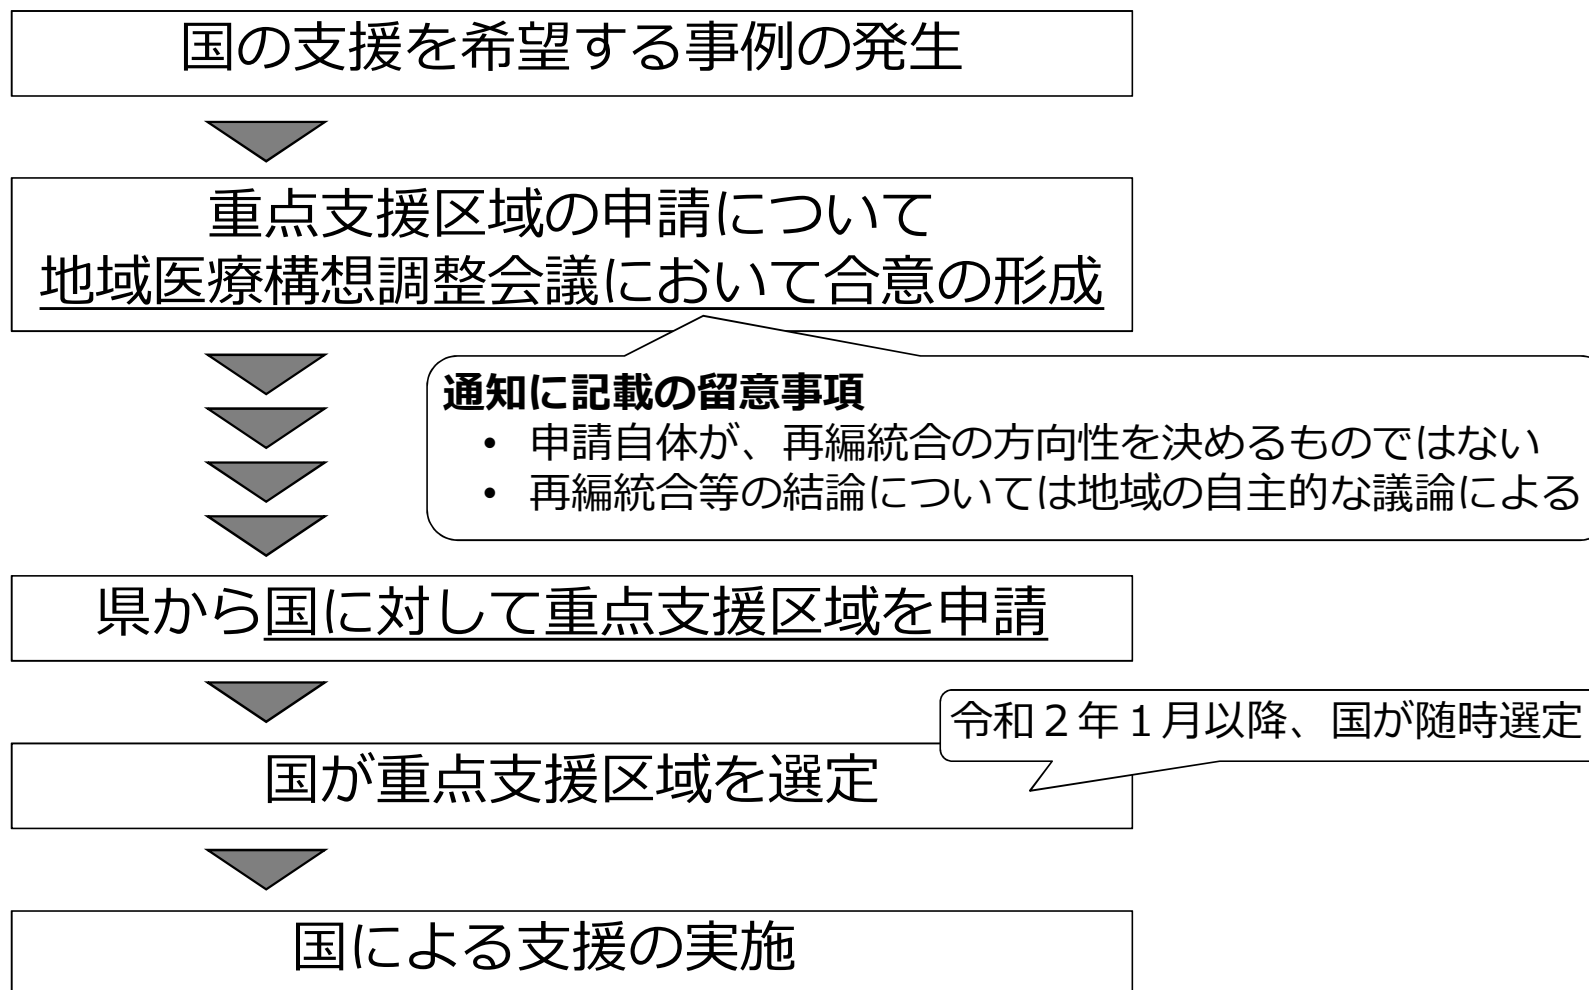 国の支援を希望する事例の発生
重点支援区域の申請について
地域医療構想調整会議において合意の形成
通知に記載の留意事項
• 申請自体が、再編統合の方向性を決めるものではない
• 再編統合等の結論については地域の自主的な議論による
県から国に対して重点支援区域を申請
令和２年１月以降、国が随時選定
国が重点支援区域を選定
国による支援の実施